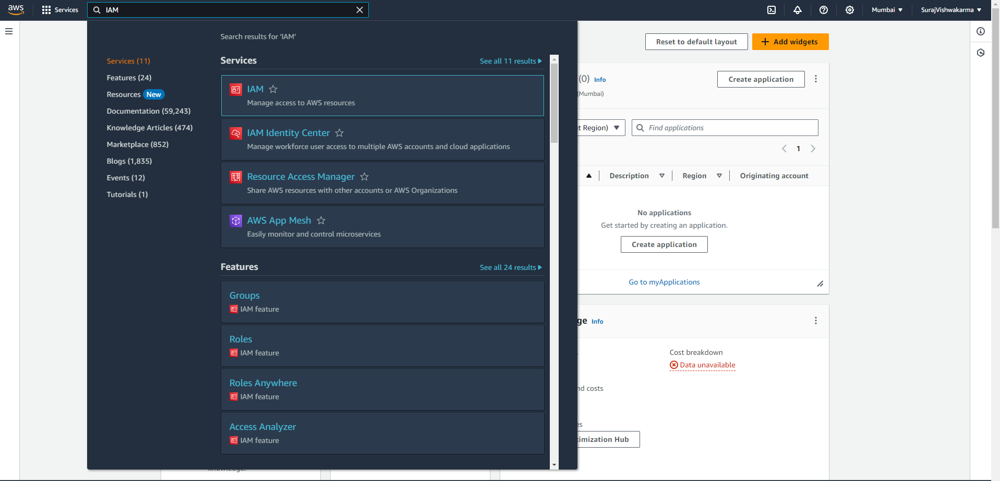 aws
Services
IAM
Mumbai
SurajVishwakarma
Search results for 'IAM'
Services (11)
Features (24)
Resources New
Documentation (59,243)
Knowledge Articles (474)
Marketplace (852)
Blogs (1,835)
Events (12)
Tutorials (1)
Services
See all 11 results
IAM
Manage access to AWS resources
IAM Identity Center
Manage workforce user access to multiple AWS accounts and cloud applications
Resource Access Manager
Share AWS resources with other accounts or AWS Organizations
AWS App Mesh
Easily monitor and control microservices
Features
See all 24 results
Groups
IAM feature
Roles
IAM feature
Roles Anywhere
IAM feature
Access Analyzer
IAM feature
Reset to default layout
Add widgets
(0) Info
(Mumbai)
Create application
t Region)
Find applications
1
Description
Region
Originating account
No applications
Get started by creating an application.
Create application
Go to myApplications
ge Info
Cost breakdown
Data unavailable
nd costs
es
timization Hub